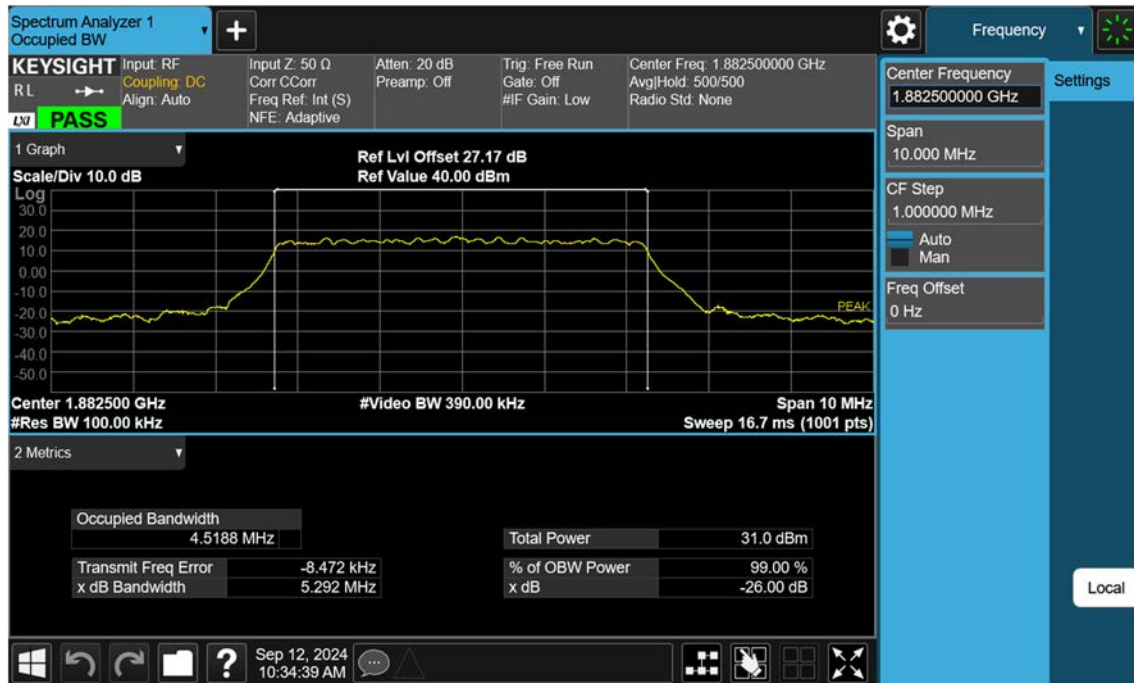 Spectrum Analyzer 1
Occupied BW
+
Frequency
KEYSIGHT
RL
LXI
PASS
Input: RF
Coupling: DC
Align: Auto
Input Z: 50 Ω
Corr CCorr
Freq Ref: Int (S)
NFE: Adaptive
Atten: 20 dB
Preamp: Off
Trig: Free Run
Gate: Off
#IF Gain: Low
Center Freq: 1.882500000 GHz
Avg|Hold: 500/500
Radio Std: None
Center Frequency
1.882500000 GHz
Settings
Span
10.000 MHz
CF Step
1.000000 MHz
Auto
Man
Freq Offset
0 Hz
Local
1 Graph
Scale/Div 10.0 dB
Ref Lvl Offset 27.17 dB
Ref Value 40.00 dBm
Log
30.0
20.0
10.0
0.00
-10.0
-20.0
-30.0
-40.0
-50.0
PEAK
Center 1.882500 GHz
#Video BW 390.00 kHz
Span 10 MHz
#Res BW 100.00 kHz
Sweep 16.7 ms (1001 pts)
2 Metrics
Occupied Bandwidth
4.5188 MHz
Transmit Freq Error -8.472 kHz
x dB Bandwidth 5.292 MHz
Total Power 31.0 dBm
% of OBW Power 99.00 %
x dB -26.00 dB
?
Sep 12, 2024
10:34:39 AM